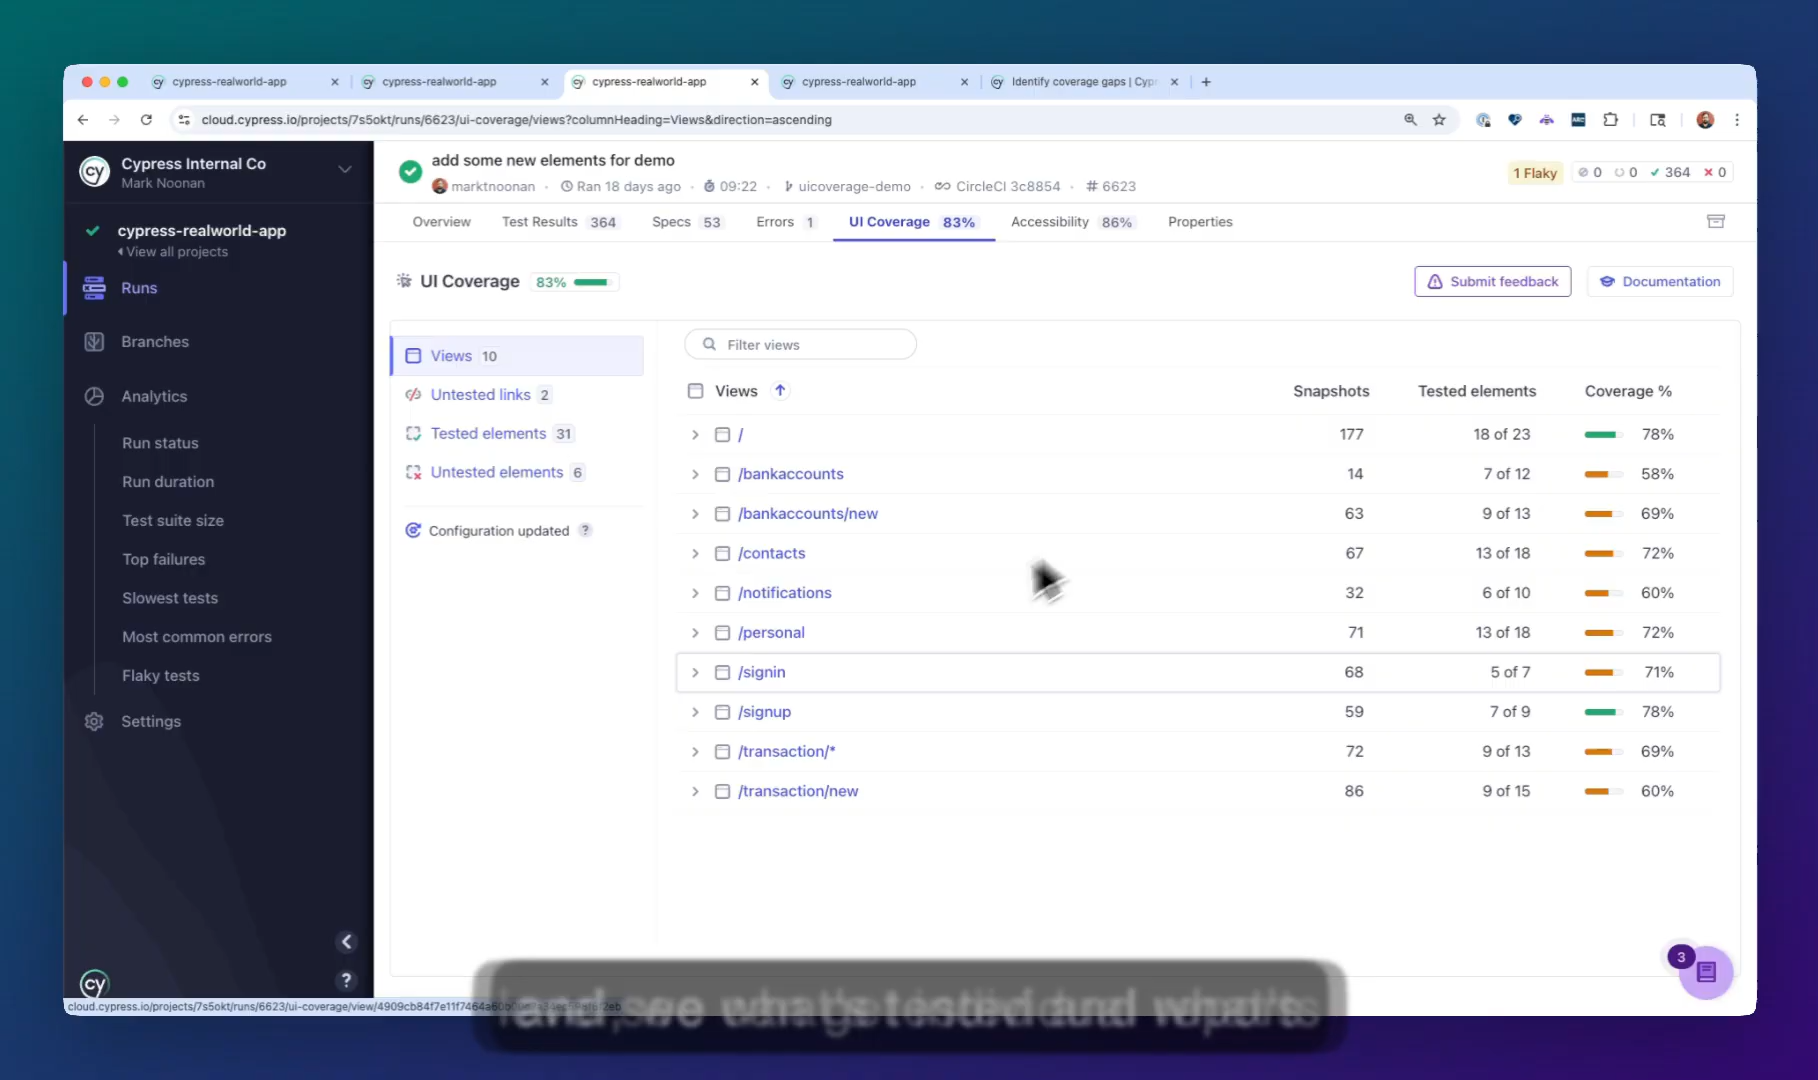 cypress-realworld-app
cypress-realworld-app
cypress-realworld-app
cypress-realworld-app
Identify coverage gaps | Cypr
cloud.cypress.io/projects/7s5okt/runs/6623/ui-coverage/views?columnHeading=Views&direction=ascending
cy
Cypress Internal Co
Mark Noonan
cypress-realworld-app
View all projects
Runs
Branches
Analytics
Run status
Run duration
Test suite size
Top failures
Slowest tests
Most common errors
Flaky tests
Settings
?
cy
add some new elements for demo
marktnoonan · Ran 18 days ago · 09:22 · uicoverage-demo · CircleCI 3c8854 · # 6623
1 Flaky 0 0 364 0
Overview Test Results 364 Specs 53 Errors 1 UI Coverage 83% Accessibility 86% Properties
UI Coverage 83%
Submit feedback
Documentation
Views 10
Untested links 2
Tested elements 31
Untested elements 6
Configuration updated ?
Filter views
Views Snapshots Tested elements Coverage %
/ 177 18 of 23 78%
/bankaccounts 14 7 of 12 58%
/bankaccounts/new 63 9 of 13 69%
/contacts 67 13 of 18 72%
/notifications 32 6 of 10 60%
/personal 71 13 of 18 72%
/signin 68 5 of 7 71%
/signup 59 7 of 9 78%
/transaction/* 72 9 of 13 69%
/transaction/new 86 9 of 15 60%
3